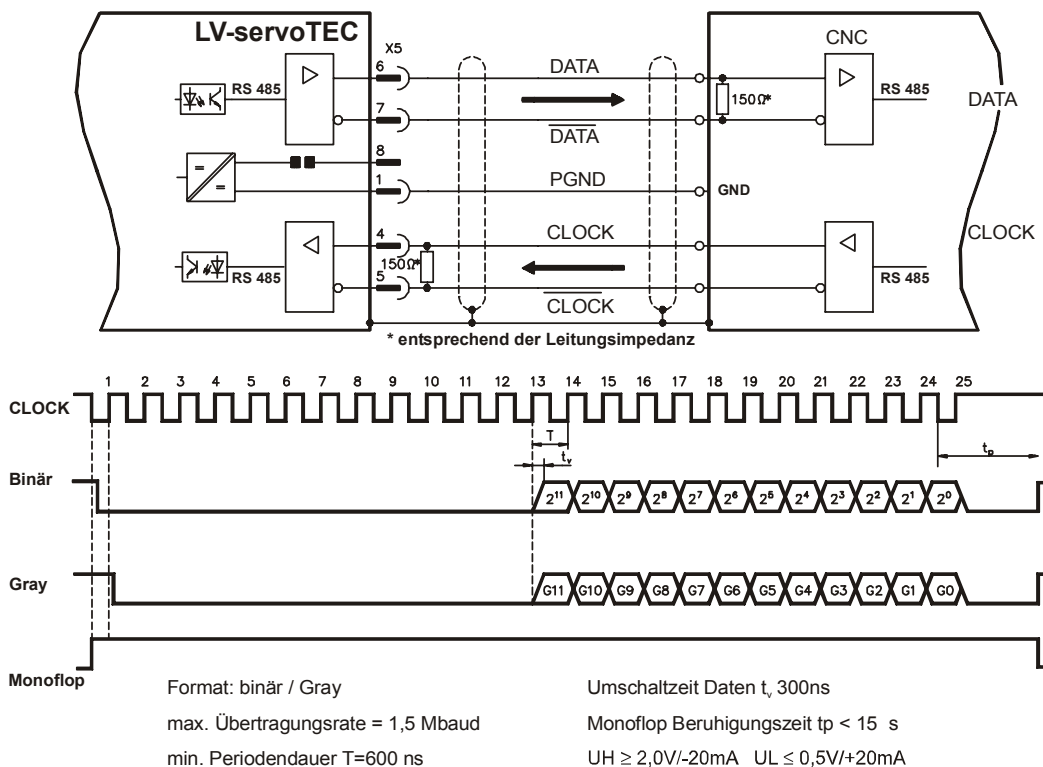 LV-servoTEC
X5
CNC
6
DATA
RS 485
150Ω*
RS 485
DATA
7
DATA
8
1
PGND
GND
4
CLOCK
CLOCK
150Ω*
RS 485
5
RS 485
CLOCK
* entsprechend der Leitungsimpedanz
1 2 3 4 5 6 7 8 9 10 11 12 13 14 15 16 17 18 19 20 21 22 23 24 25
CLOCK
T
tv
tp
Binär
2¹¹ 2¹⁰ 2⁹ 2⁸ 2⁷ 2⁶ 2⁵ 2⁴ 2³ 2² 2¹ 2⁰
Gray
G11 G10 G9 G8 G7 G6 G5 G4 G3 G2 G1 G0
Monoflop
Format: binär / Gray
Umschaltzeit Daten tv 300ns
max. Übertragungsrate = 1,5 Mbaud
Monoflop Beruhigungszeit tp < 15 s
min. Periodendauer T=600 ns
UH ≥ 2,0V/-20mA UL ≤ 0,5V/+20mA